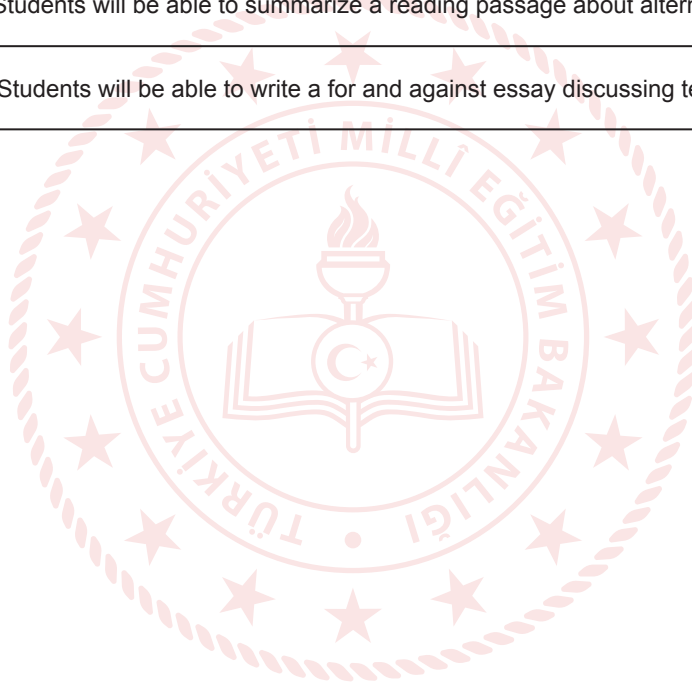 Students will be able to summarize a reading passage about
Students will be able to write a for and against essay discussing
TÜRKİYE CUMHURİYETİ MİLLÎ EĞİTİM BAKANLIĞI